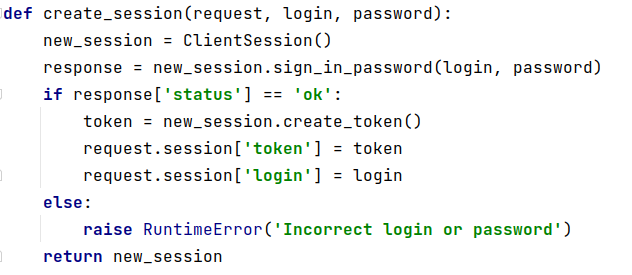 def create_session(request, login, password):
    new_session = ClientSession()
    response = new_session.sign_in_password(login, password)
    if response['status'] == 'ok':
        token = new_session.create_token()
        request.session['token'] = token
        request.session['login'] = login
    else:
        raise RuntimeError('Incorrect login or password')
    return new_session